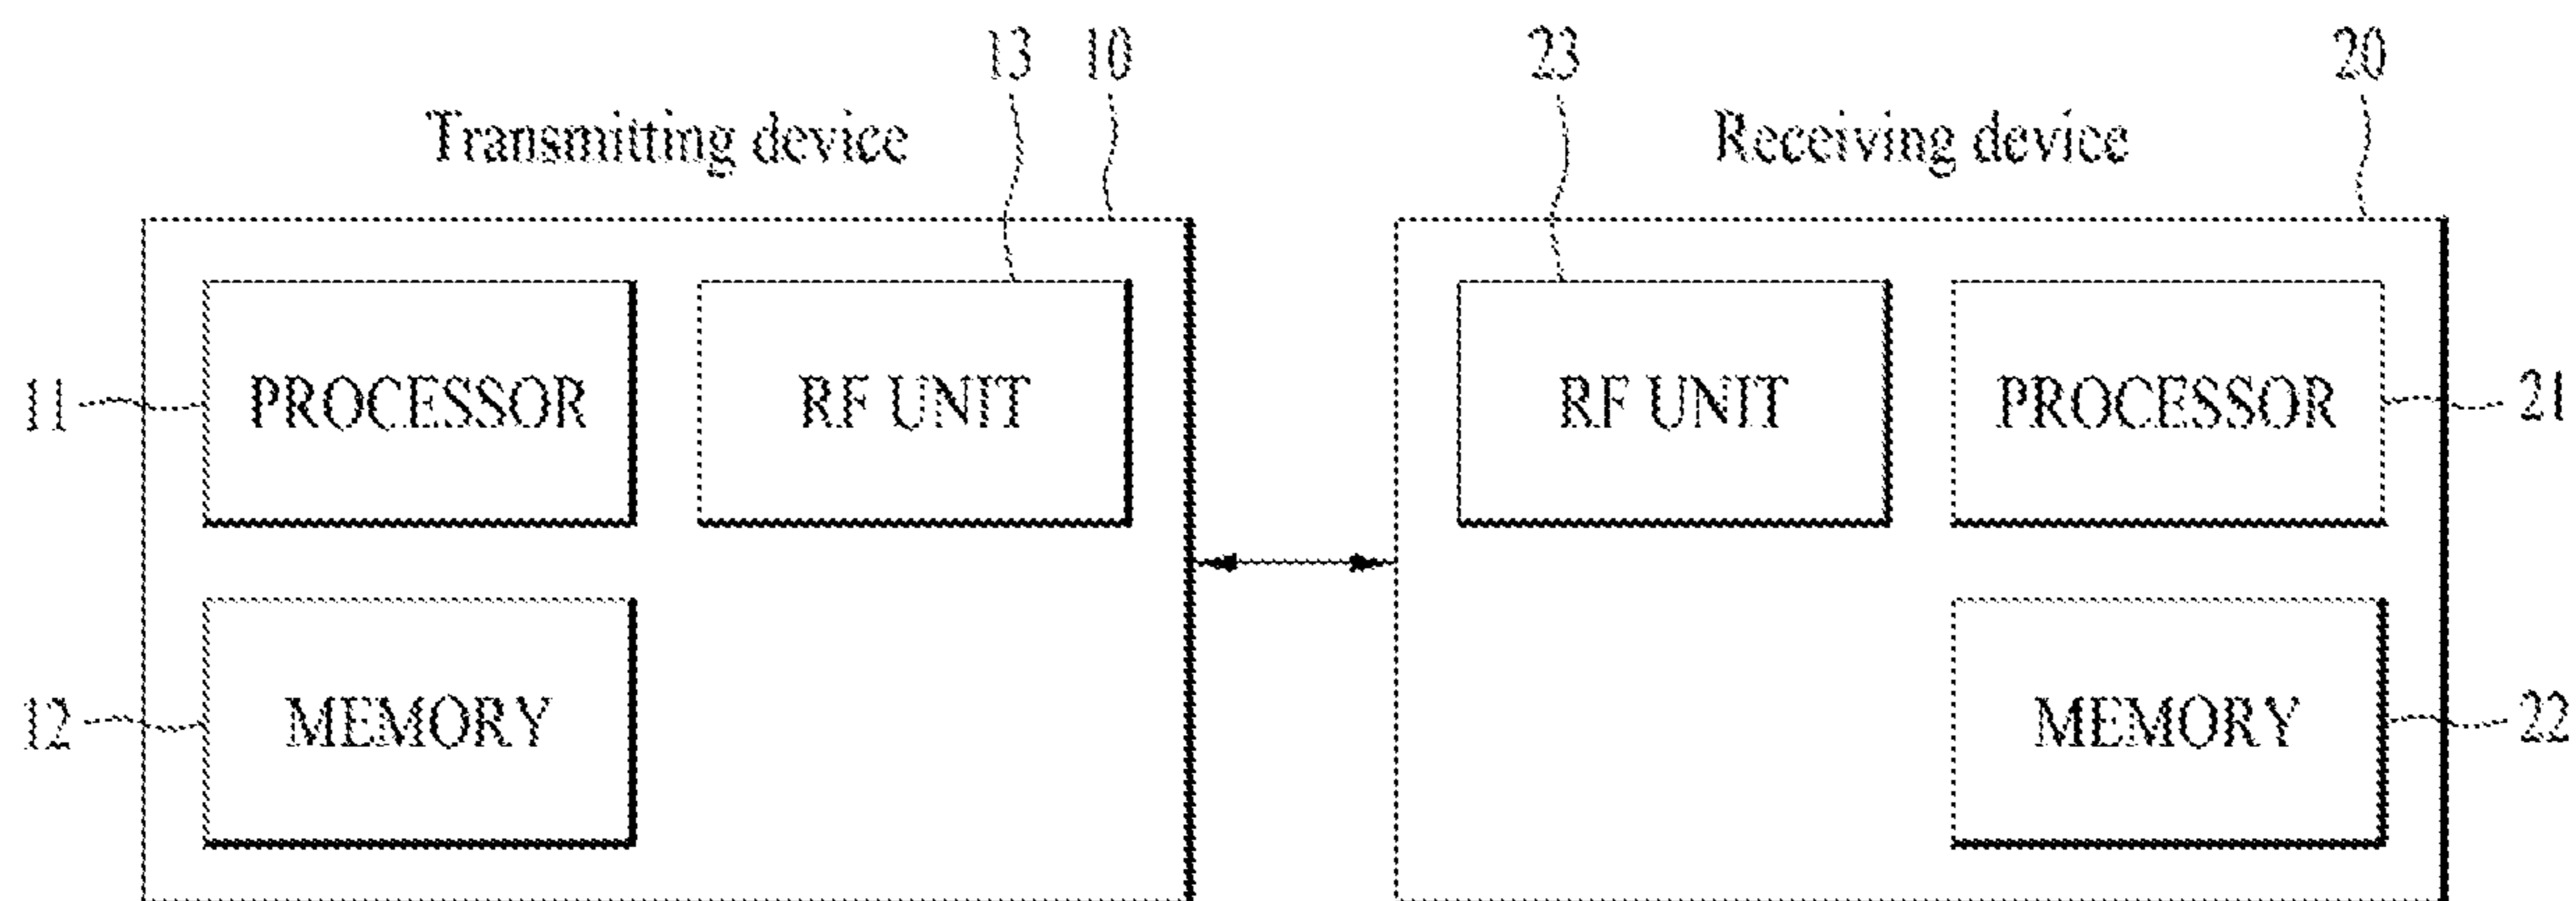 13 10 23 20
Transmitting device Receiving device
11 PROCESSOR RF UNIT RF UNIT PROCESSOR 21
12 MEMORY MEMORY 22